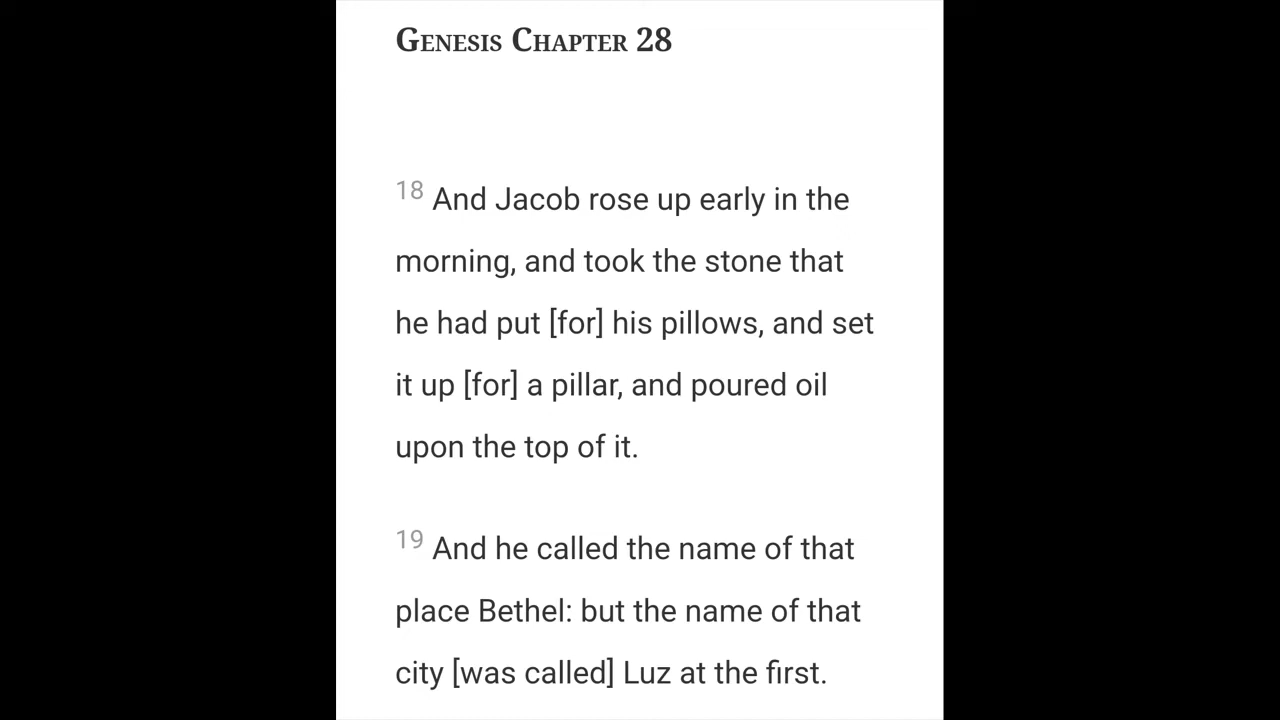 Genesis Chapter 28
18 And Jacob rose up early in the
morning, and took the stone that
he had put [for] his pillows, and set
it up [for] a pillar, and poured oil
upon the top of it.
19 And he called the name of that
place Bethel: but the name of that
city [was called] Luz at the first.